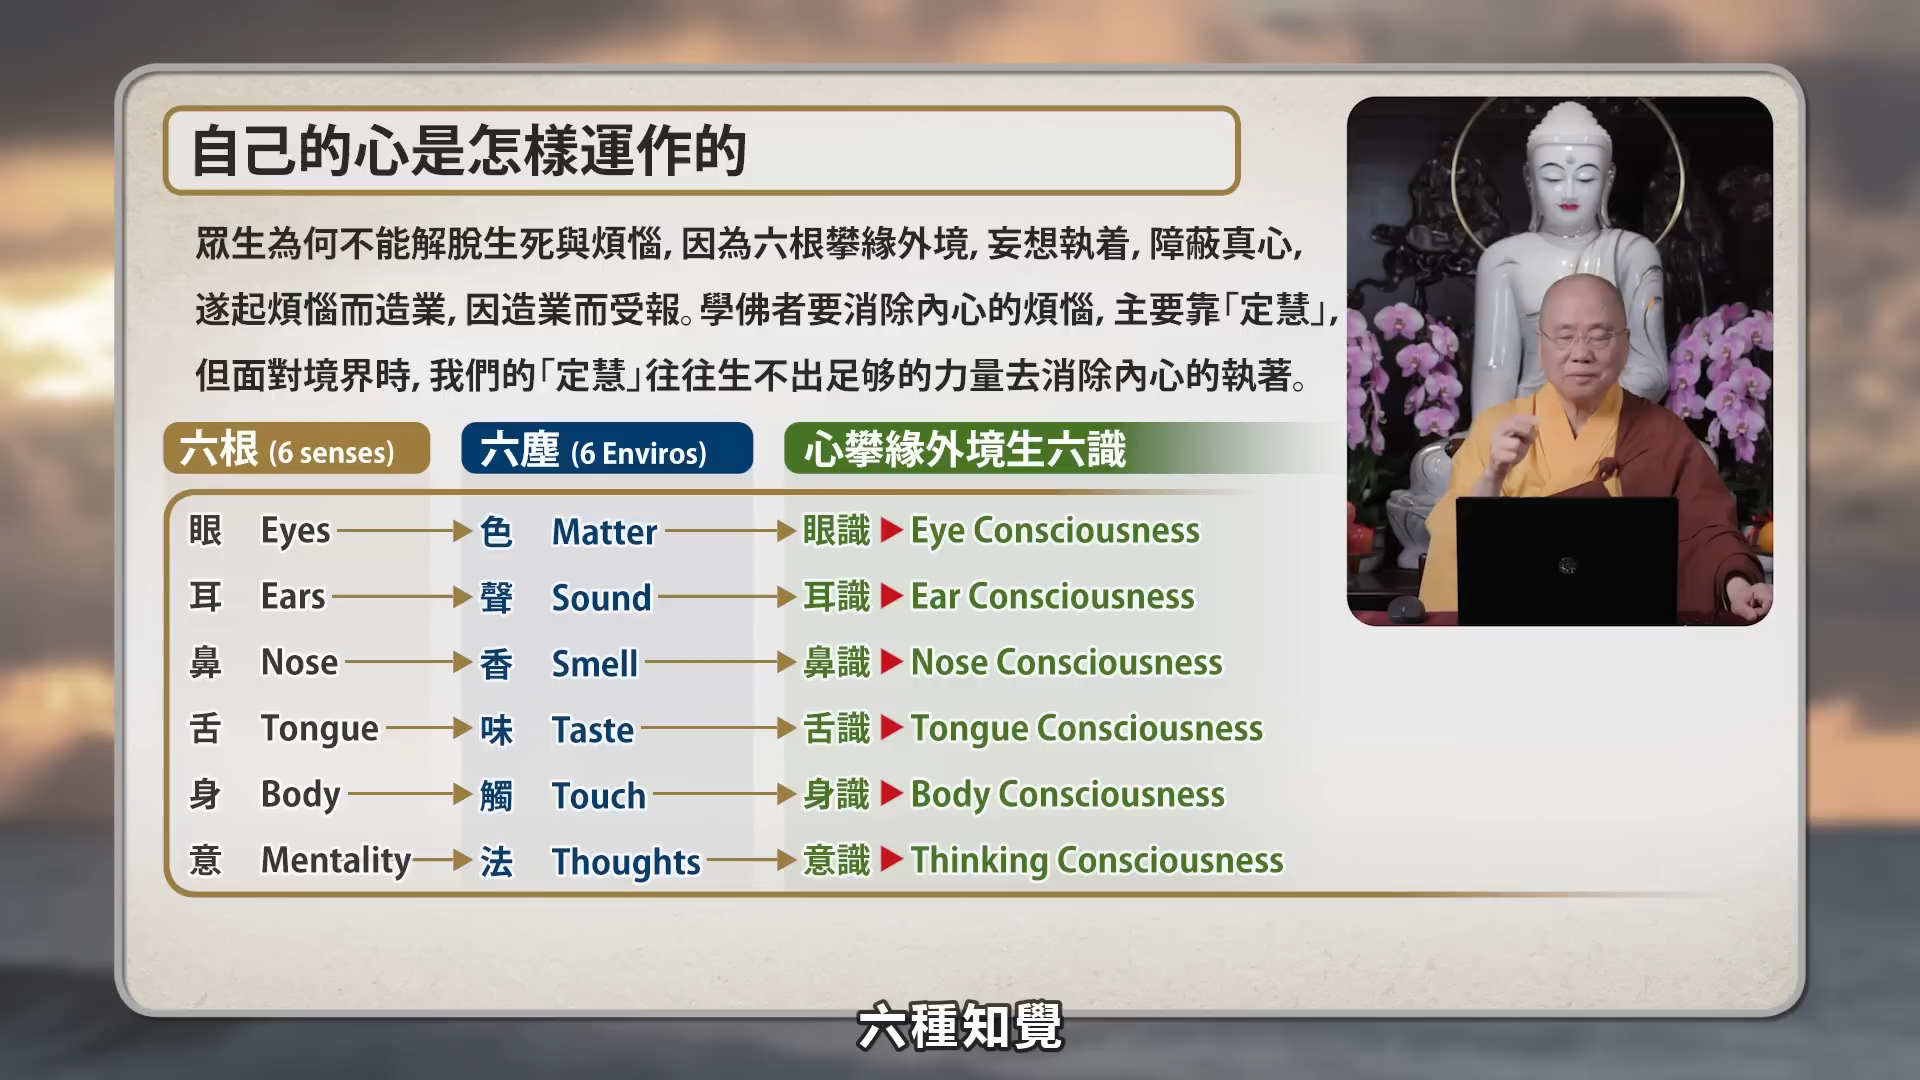 自己的心是怎樣運作的
眾生為何不能解脫生死與煩惱, 因為六根攀緣外境, 妄想執着, 障蔽真心,
遂起煩惱而造業, 因造業而受報。學佛者要消除內心的煩惱, 主要靠「定慧」,
但面對境界時, 我們的「定慧」往往生不出足够的力量去消除內心的執著。
六根 (6 senses) 六塵 (6 Enviros) 心攀緣外境生六識
眼 Eyes 色 Matter 眼識 Eye Consciousness
耳 Ears 聲 Sound 耳識 Ear Consciousness
鼻 Nose 香 Smell 鼻識 Nose Consciousness
舌 Tongue 味 Taste 舌識 Tongue Consciousness
身 Body 觸 Touch 身識 Body Consciousness
意 Mentality 法 Thoughts 意識 Thinking Consciousness
六種知覺